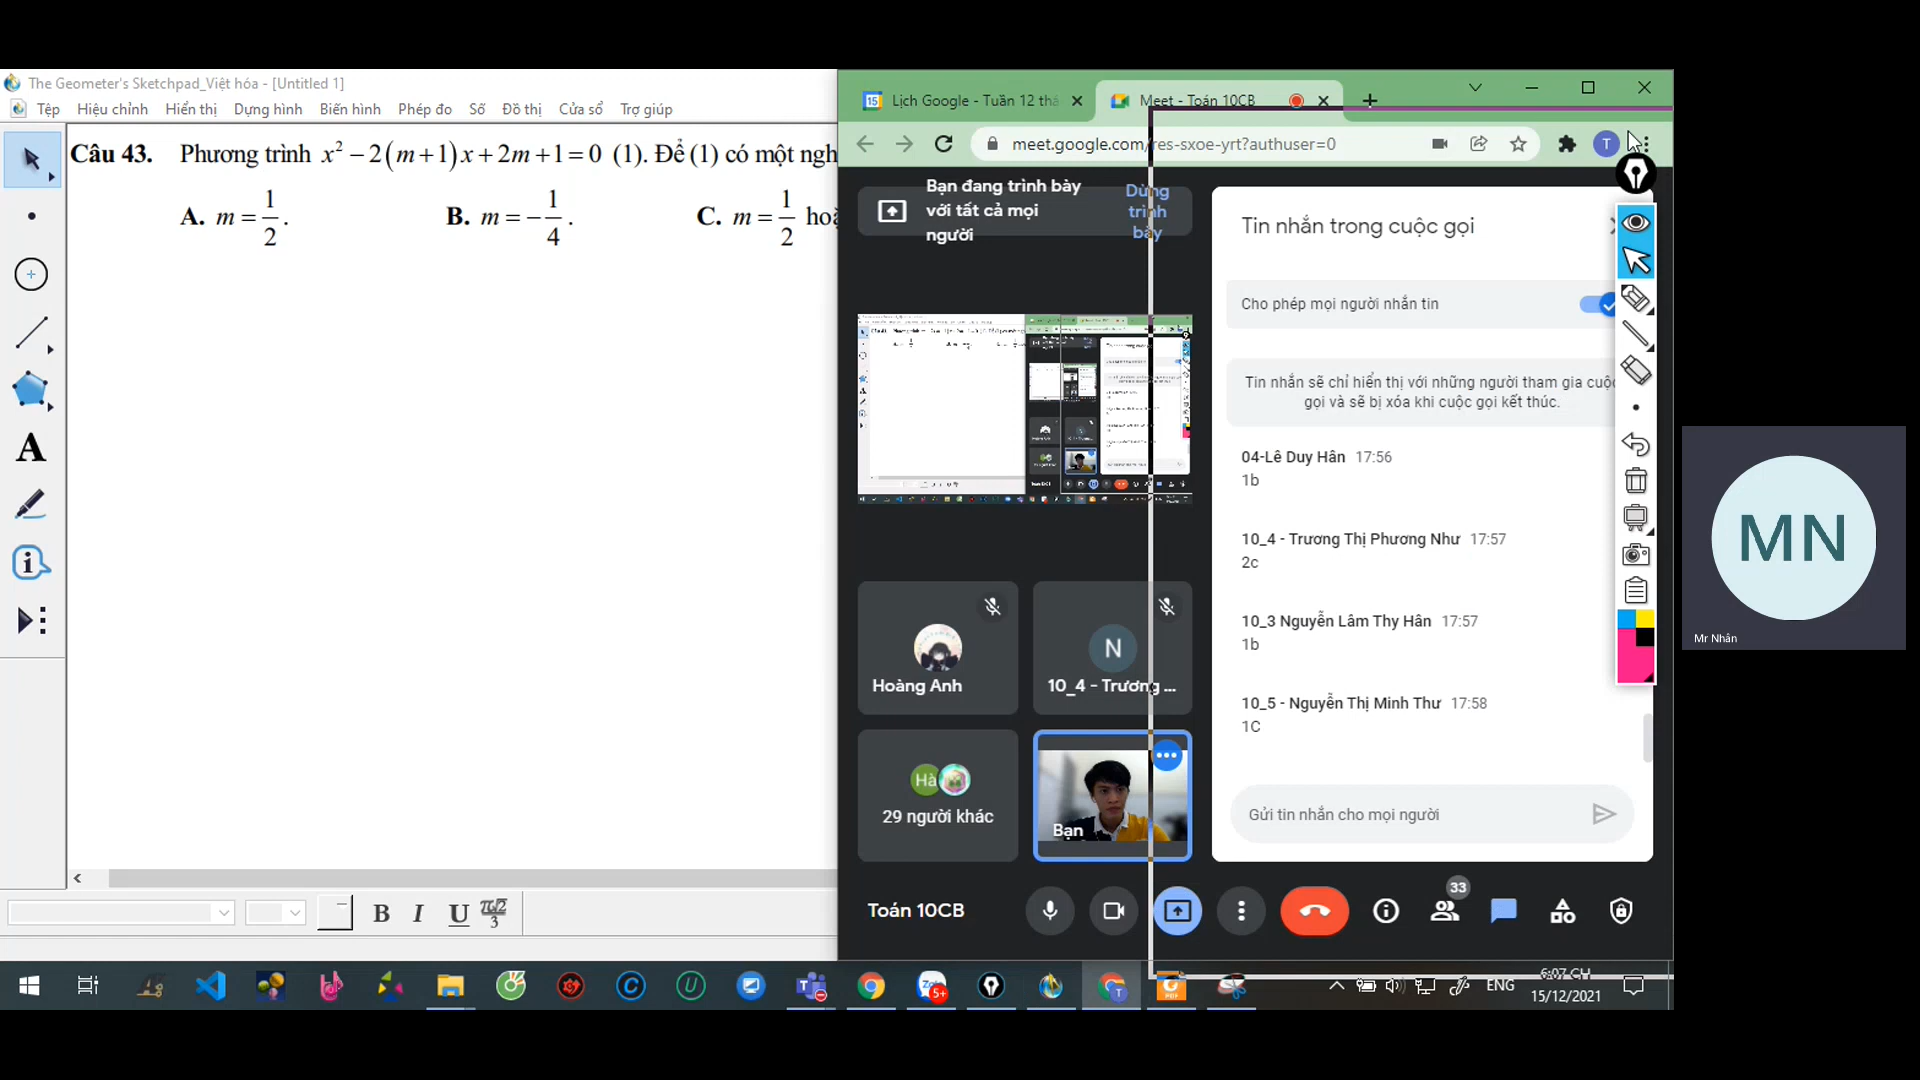 The Geometer's Sketchpad_Việt hóa - [Untitled 1]
Tệp Hiệu chỉnh Hiển thị Dựng hình Biến hình Phép đo Số Đồ thị Cửa sổ Trợ giúp
Câu 43. Phương trình x² − 2(m+1)x + 2m + 1 = 0 (1). Để (1) có một ngh
A. m = 1/2. B. m = −1/4. C. m = 1/2 hoặ
A
B I U
Lịch Google - Tuần 12 thá
Meet - Toán 10CB
meet.google.com/res-sxoe-yrt?authuser=0
T
Bạn đang trình bày
với tất cả mọi
người
Dừng
trình
bày
Hoàng Anh
N
10_4 - Trương ...
Hà
29 người khác
Bạn
Tin nhắn trong cuộc gọi
Cho phép mọi người nhắn tin
Tin nhắn sẽ chỉ hiển thị với những người tham gia cuộc
gọi và sẽ bị xóa khi cuộc gọi kết thúc.
04-Lê Duy Hân 17:56
1b
10_4 - Trương Thị Phương Như 17:57
2c
10_3 Nguyễn Lâm Thy Hân 17:57
1b
10_5 - Nguyễn Thị Minh Thư 17:58
1C
Gửi tin nhắn cho mọi người
Toán 10CB
33
MN
Mr Nhân
5+
ENG
6:07 CH
15/12/2021